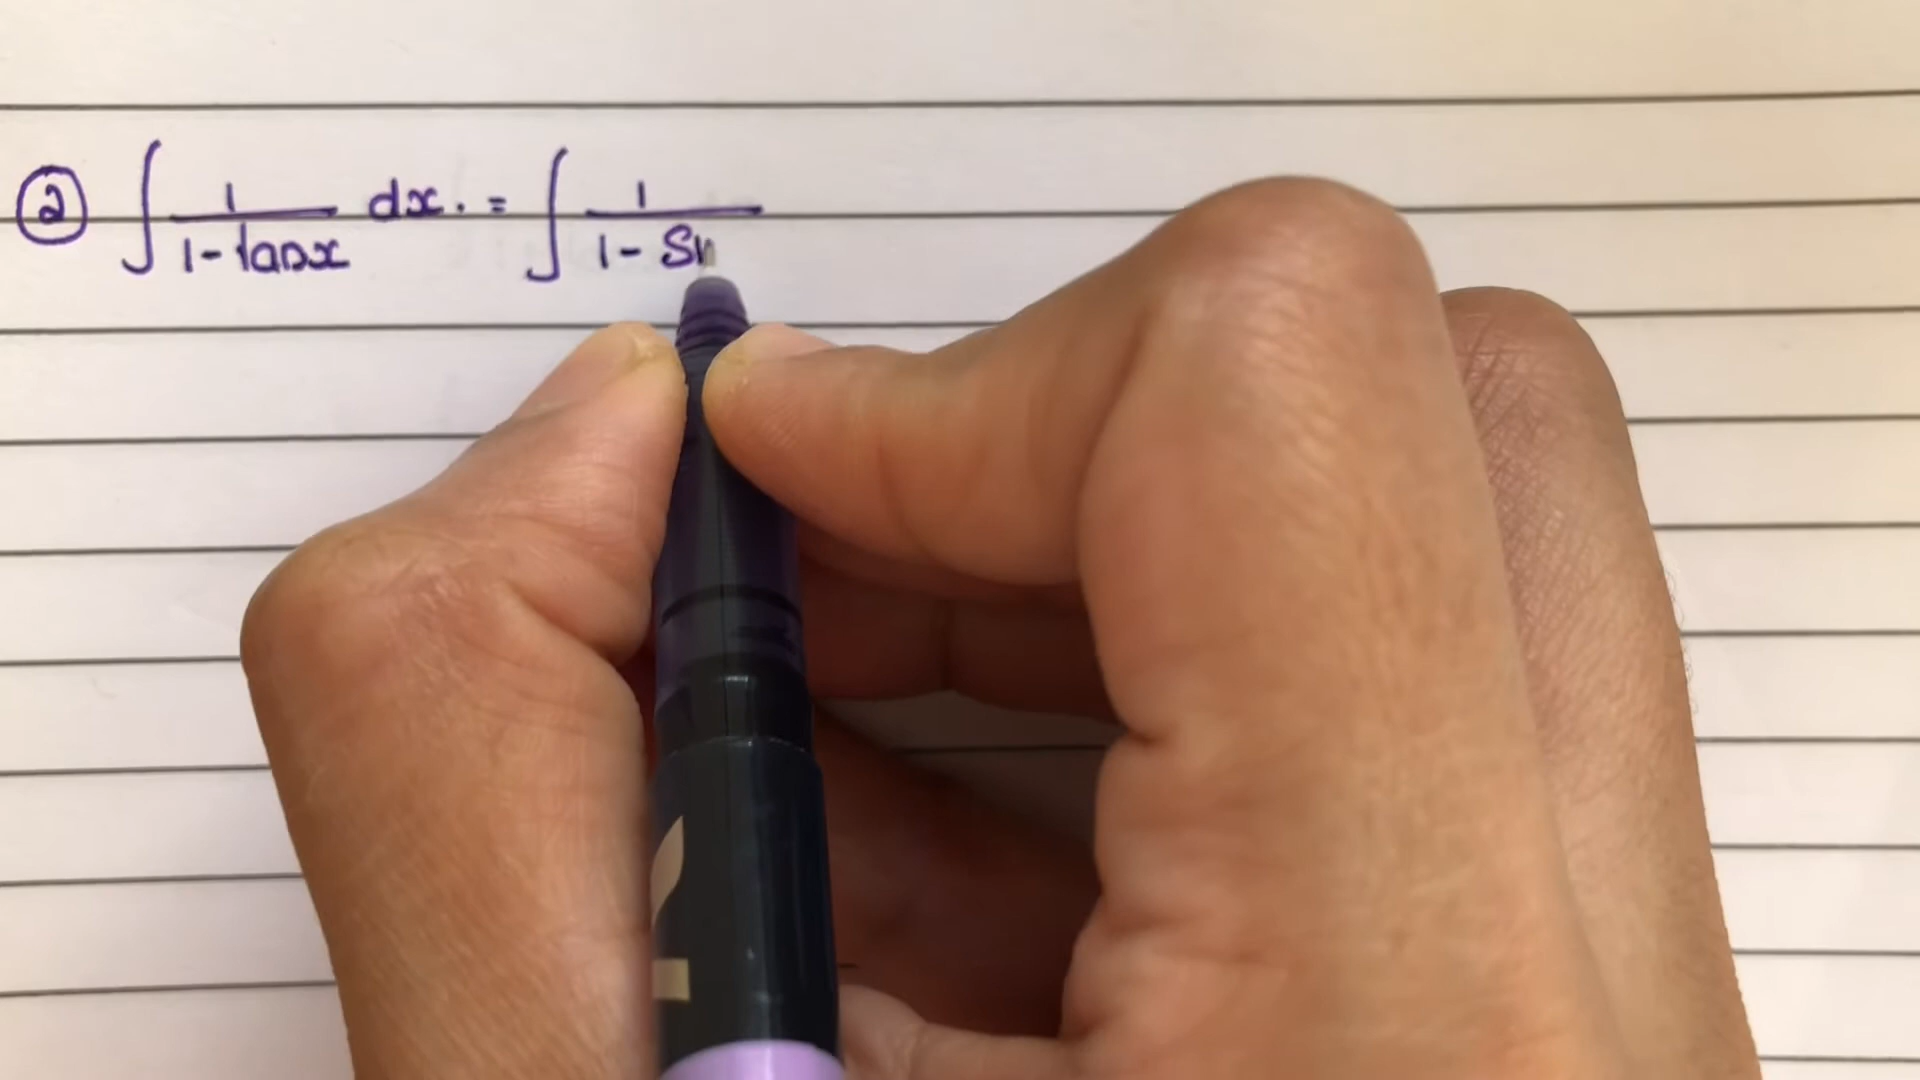 ② ∫ 1/(1 - tanx) dx. = ∫ 1/(1 - Sin